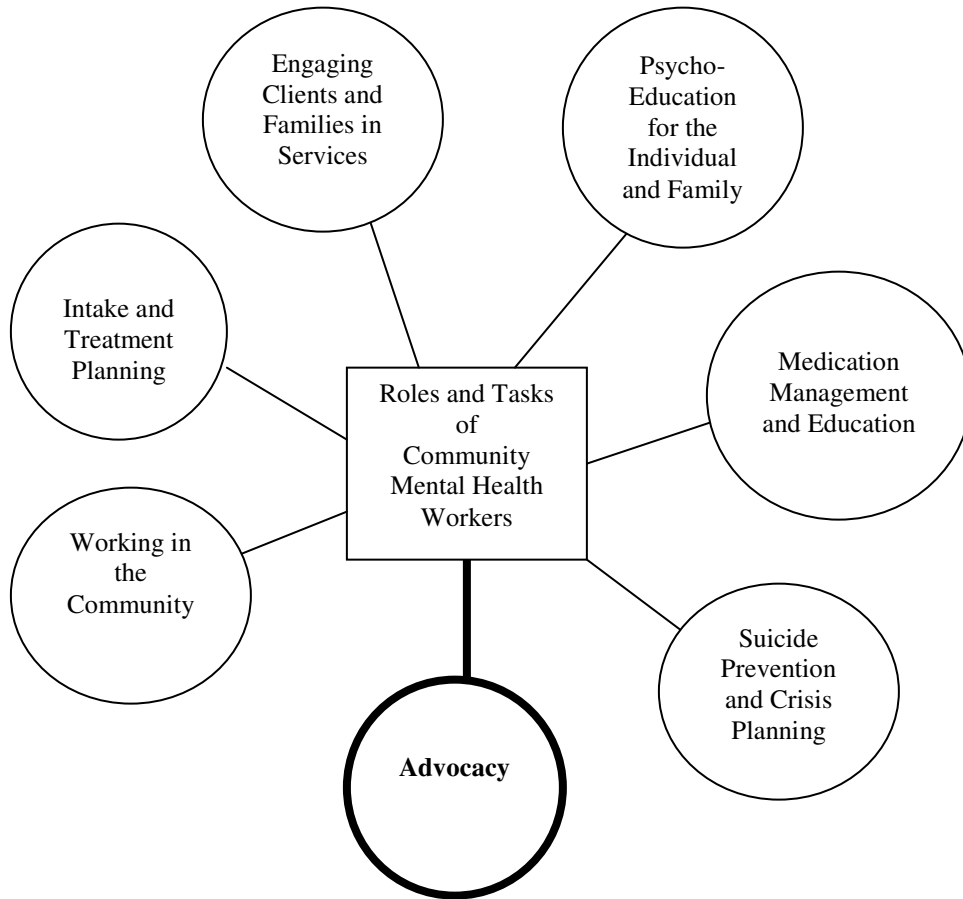 Engaging
Clients and
Families in
Services
Psycho-
Education
for the
Individual
and Family
Intake and
Treatment
Planning
Medication
Management
and Education
Roles and Tasks
of
Community
Mental Health
Workers
Working in
the
Community
Suicide
Prevention
and Crisis
Planning
Advocacy